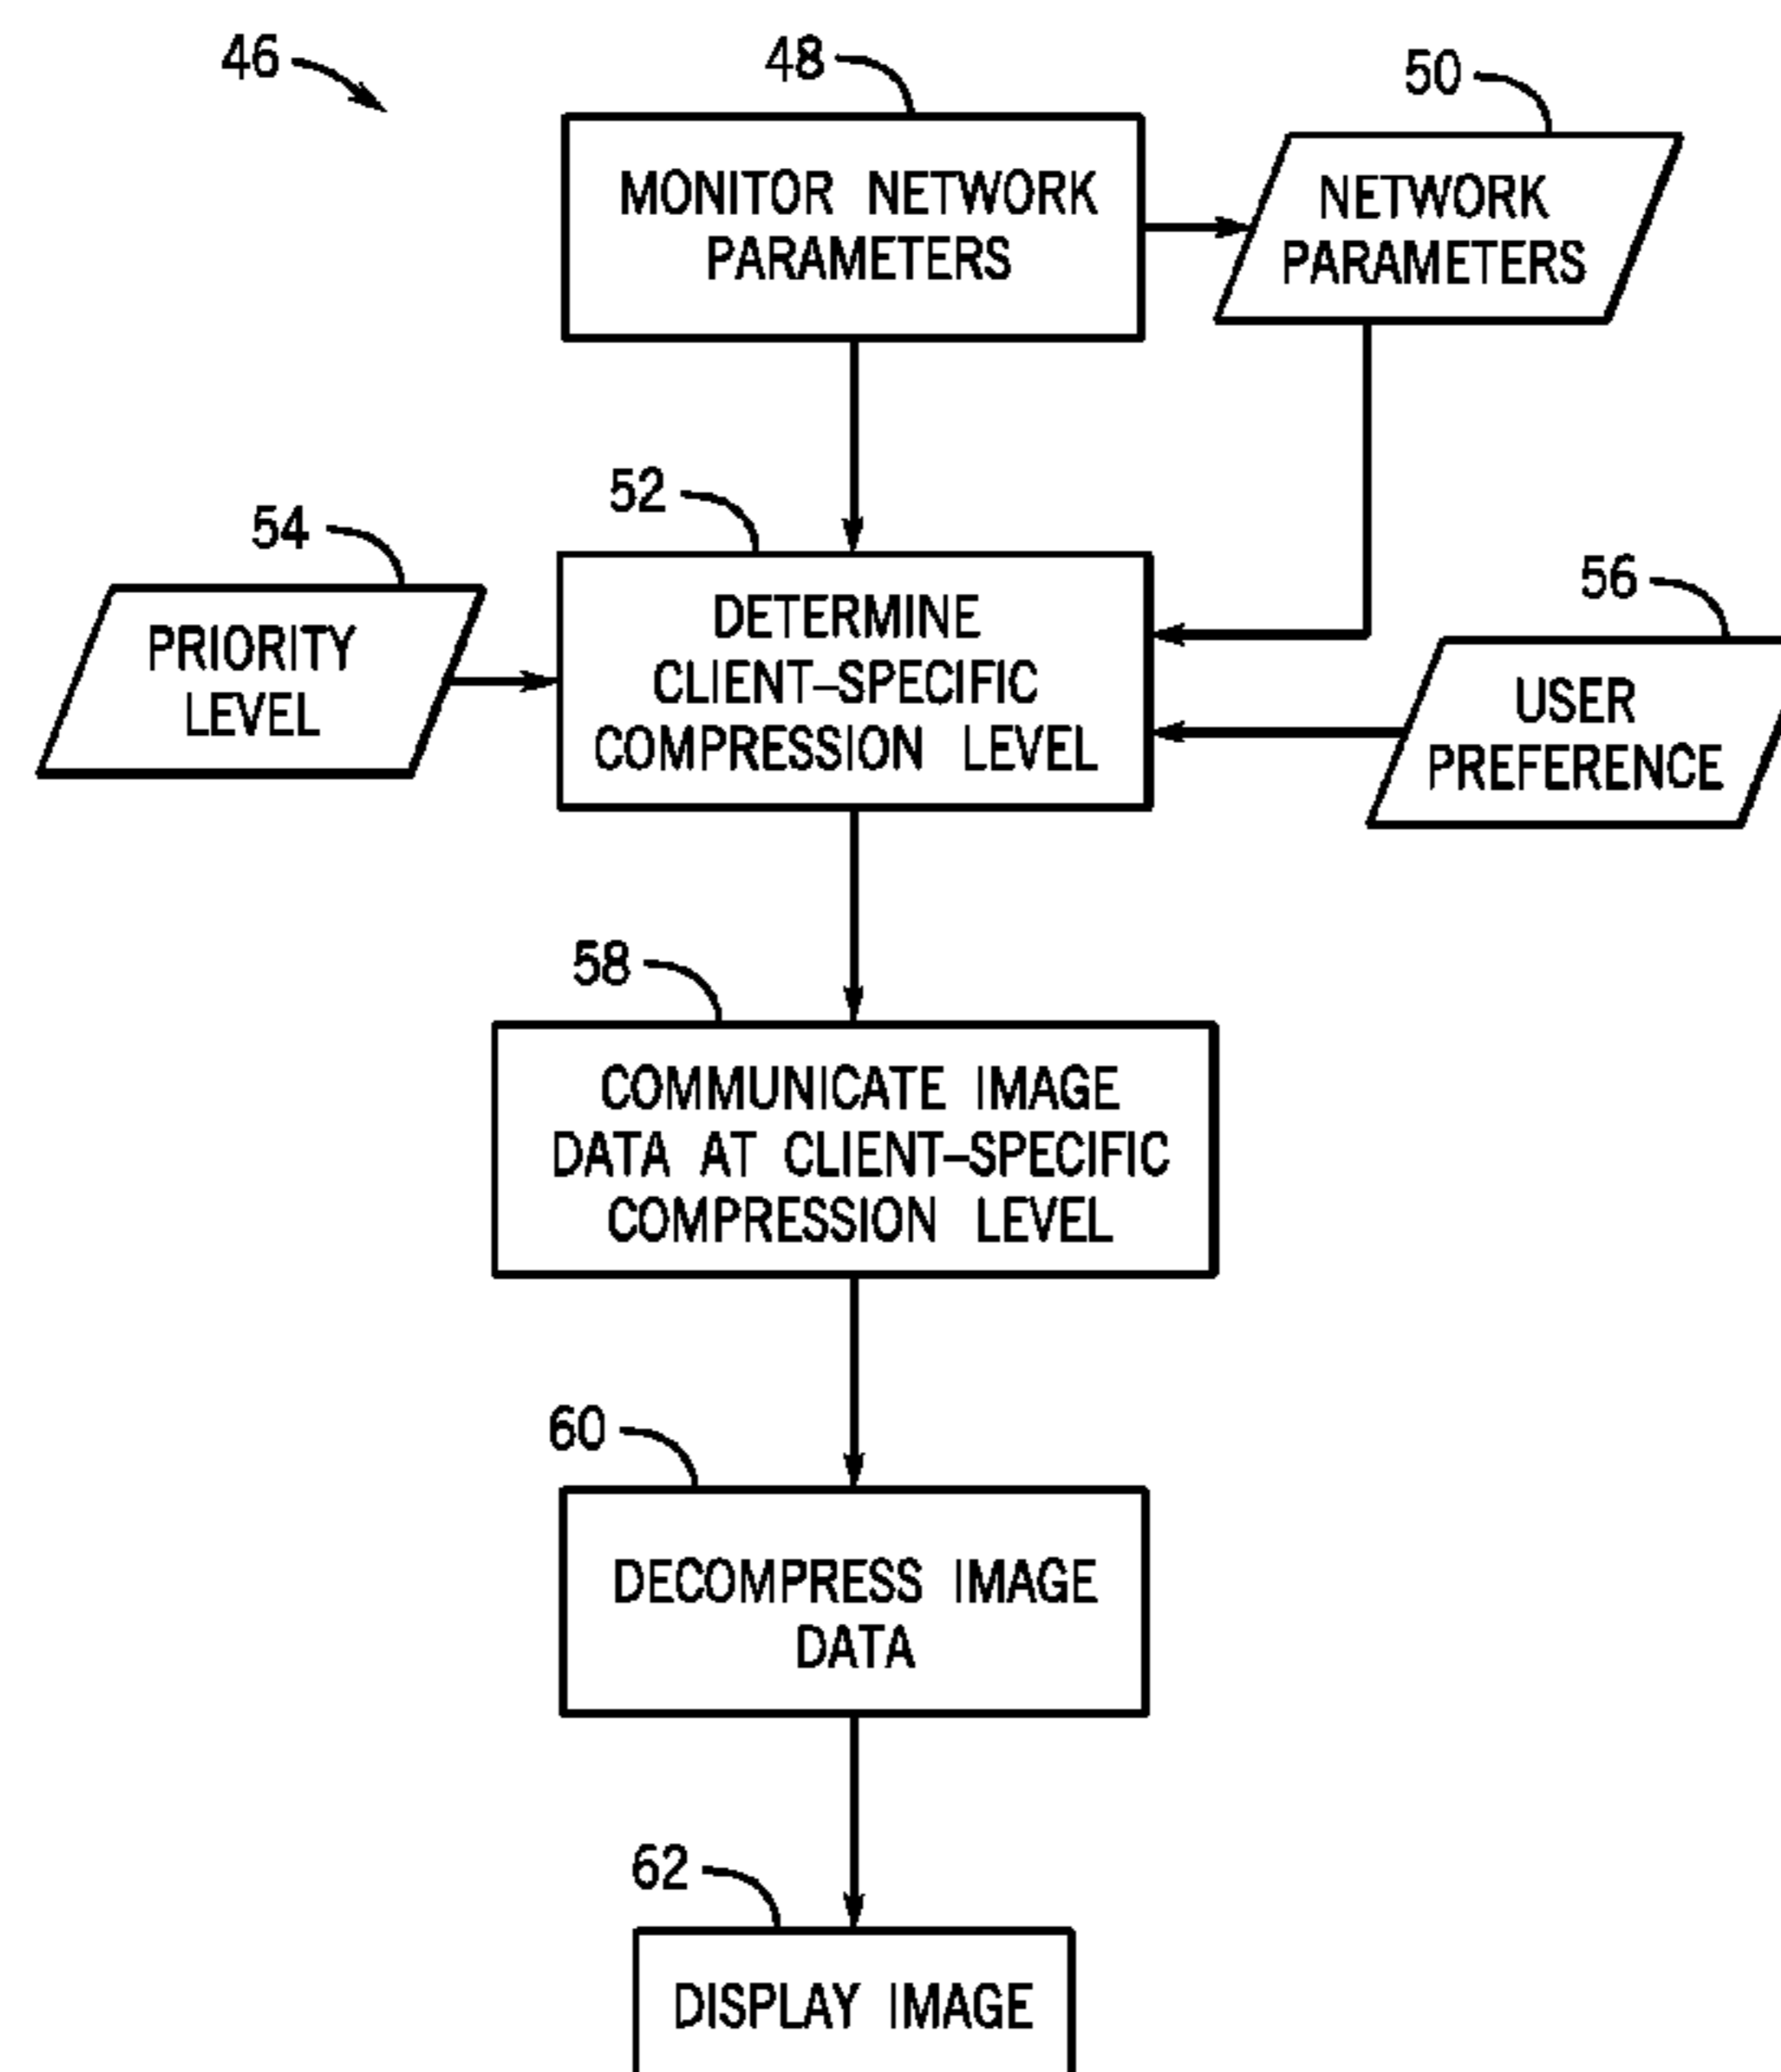 46
48
50
MONITOR NETWORK
PARAMETERS
NETWORK
PARAMETERS
52
54
56
PRIORITY
LEVEL
DETERMINE
CLIENT–SPECIFIC
COMPRESSION LEVEL
USER
PREFERENCE
58
COMMUNICATE IMAGE
DATA AT CLIENT–SPECIFIC
COMPRESSION LEVEL
60
DECOMPRESS IMAGE
DATA
62
DISPLAY IMAGE